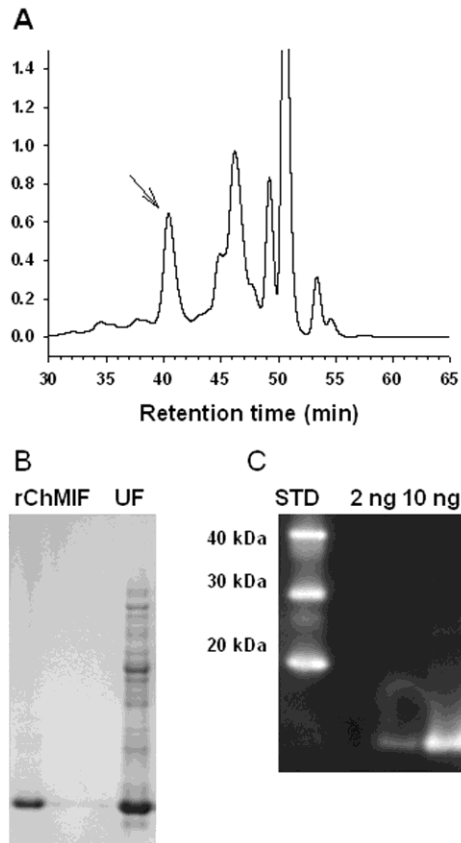 A
1.4
1.2
1.0
0.8
0.6
0.4
0.2
0.0
30 35 40 45 50 55 60 65
Retention time (min)
B
rChMIF UF
C
STD 2 ng 10 ng
40 kDa
30 kDa
20 kDa